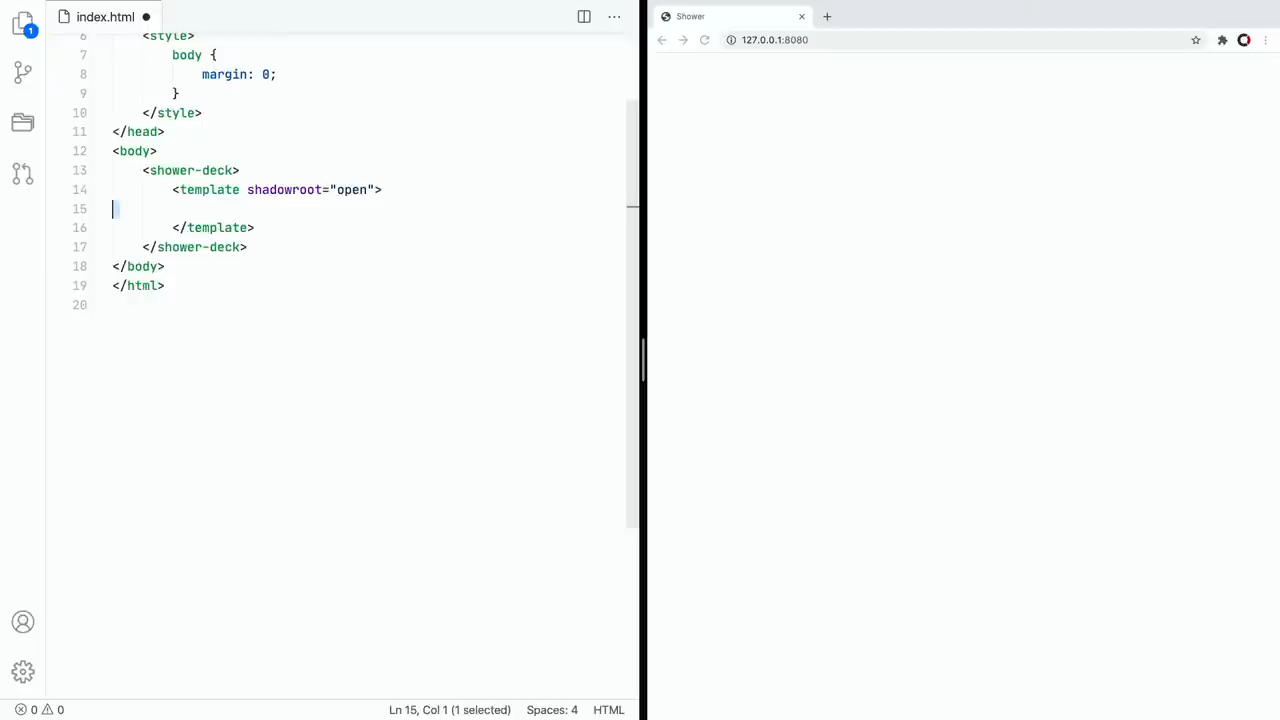 index.html
1
6 <style>
7 body {
8 margin: 0;
9 }
10 </style>
11 </head>
12 <body>
13 <shower-deck>
14 <template shadowroot="open">
15
16 </template>
17 </shower-deck>
18 </body>
19 </html>
20
0 0
Ln 15, Col 1 (1 selected) Spaces: 4 HTML
Shower
127.0.0.1:8080